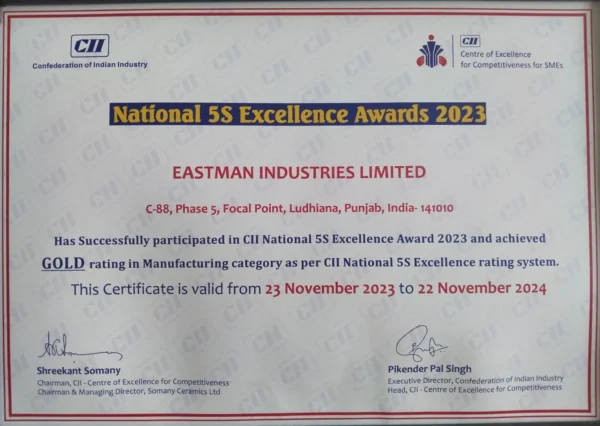 CII
Confederation of Indian Industry
CII
Centre of Excellence
for Competitiveness for SMEs
National 5S Excellence Awards 2023
EASTMAN INDUSTRIES LIMITED
C-88, Phase 5, Focal Point, Ludhiana, Punjab, India- 141010
Has Successfully participated in CII National 5S Excellence Award 2023 and achieved
GOLD rating in Manufacturing category as per CII National 5S Excellence rating system.
This Certificate is valid from 23 November 2023 to 22 November 2024
Shreekant Somany
Chairman, CII - Centre of Excellence for Competitiveness
Chairman & Managing Director, Somany Ceramics Ltd
Pikender Pal Singh
Executive Director, Confederation of Indian Industry
Head, CII - Centre of Excellence for Competitiveness